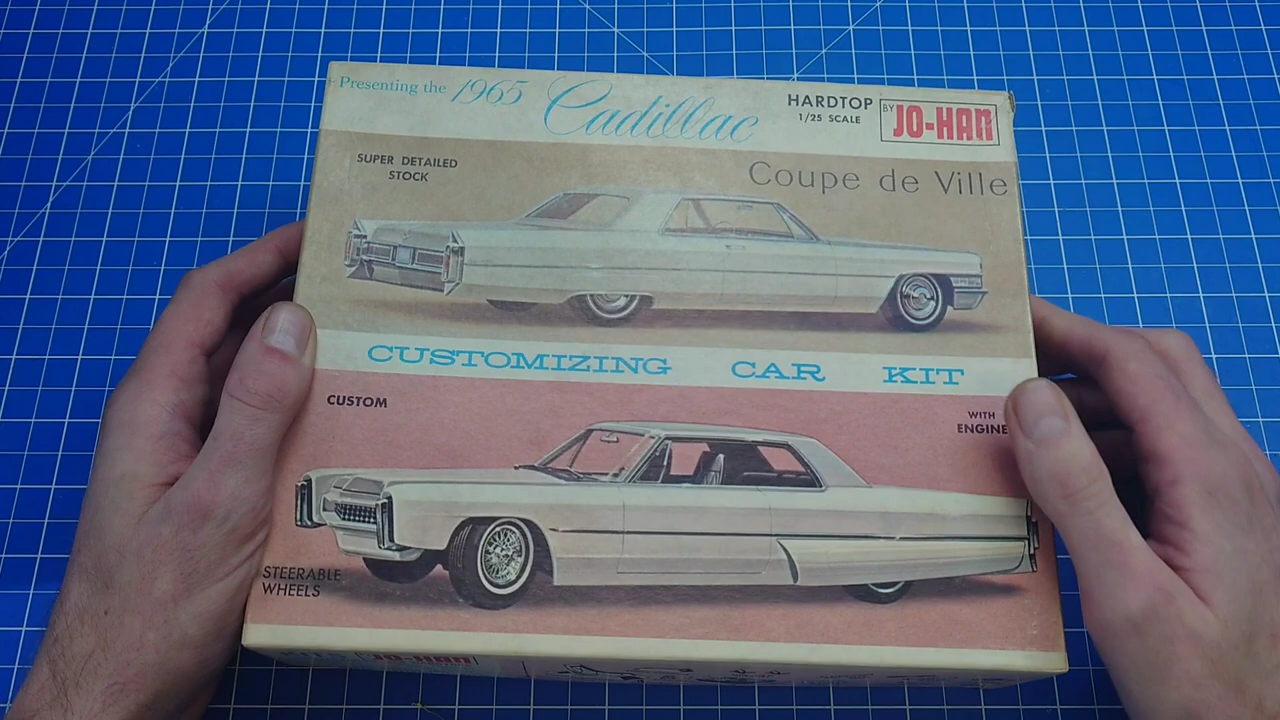 Presenting the 1965 Cadillac
HARDTOP
1/25 SCALE
BY JO-HAN
SUPER DETAILED
STOCK
Coupe de Ville
CUSTOMIZING CAR KIT
CUSTOM
WITH
ENGINE
STEERABLE
WHEELS
JO-HAN